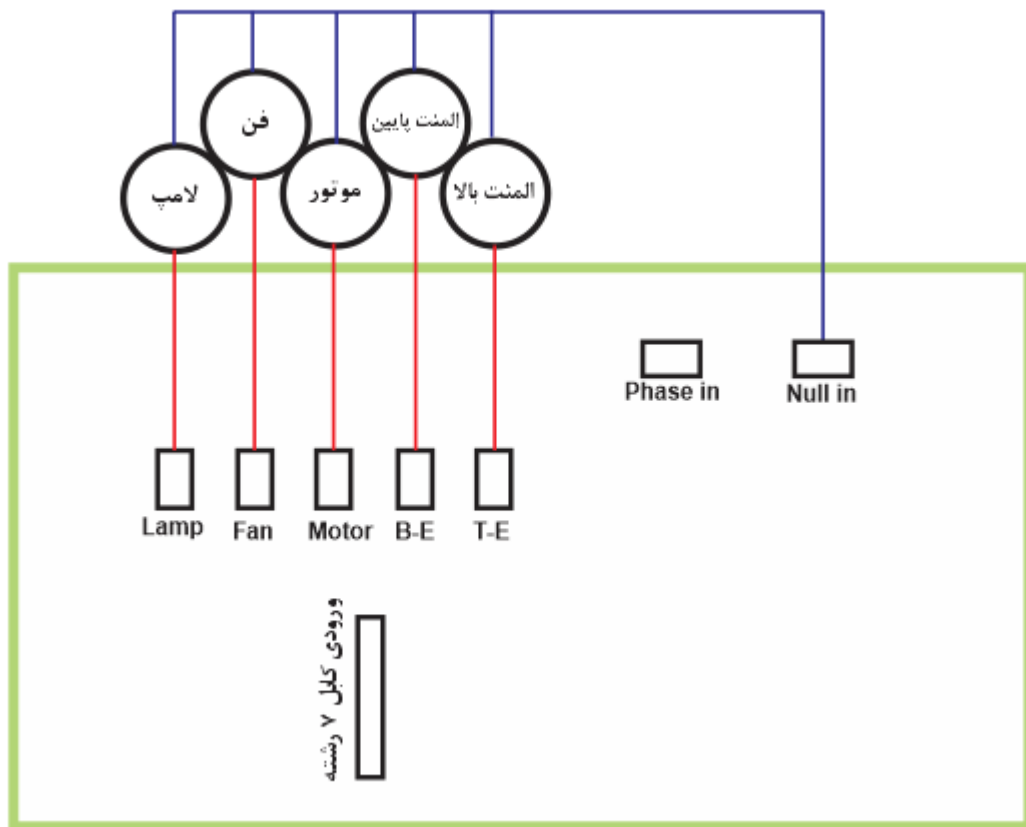 فن
المنت پایین
لامپ
موتور
المنت بالا
Phase in
Null in
Lamp
Fan
Motor
B-E
T-E
ورودی کابل ۷ رشته